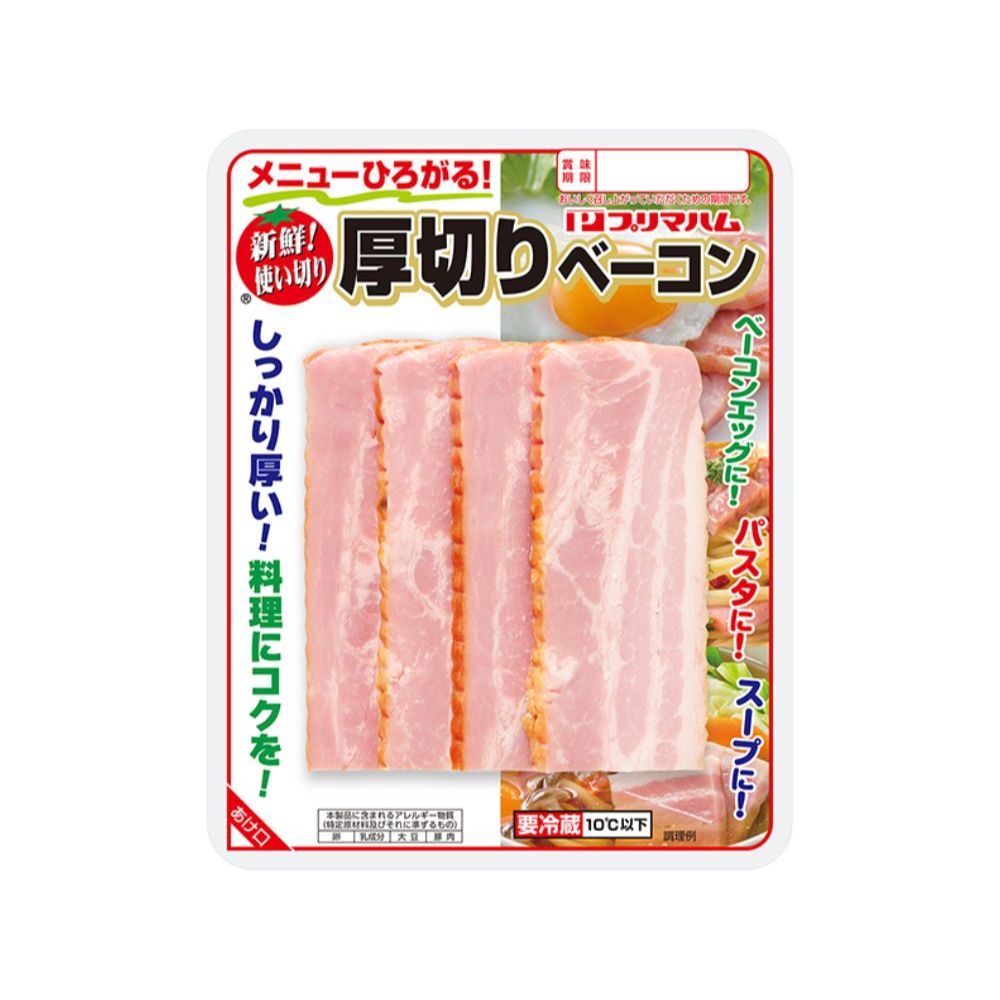 メニューひろがる!
賞味
期限
おいしく召し上がっていただくための期限です。
プリマハム
新鮮!
使い切り
®
厚切りベーコン
しっかり厚い!料理にコクを!
ベーコンエッグに!パスタに!スープに!
あけ口
本製品に含まれるアレルギー物質
(特定原材料及びそれに準ずるもの)
卵 乳成分 大豆 豚肉
要冷蔵 10℃以下
調理例